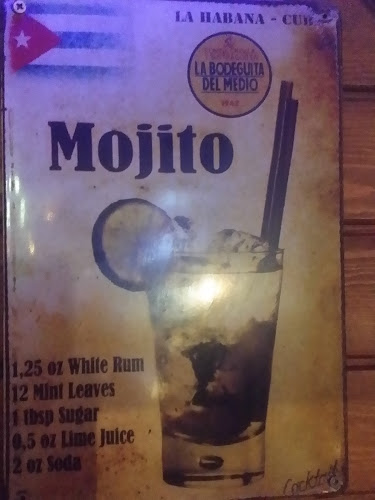 LA HABANA - CUB
LA BODEGUITA
DEL MEDIO
1942
Mojito
1,25 oz White Rum
12 Mint Leaves
1 tbsp Sugar
0,5 oz Lime Juice
2 oz Soda